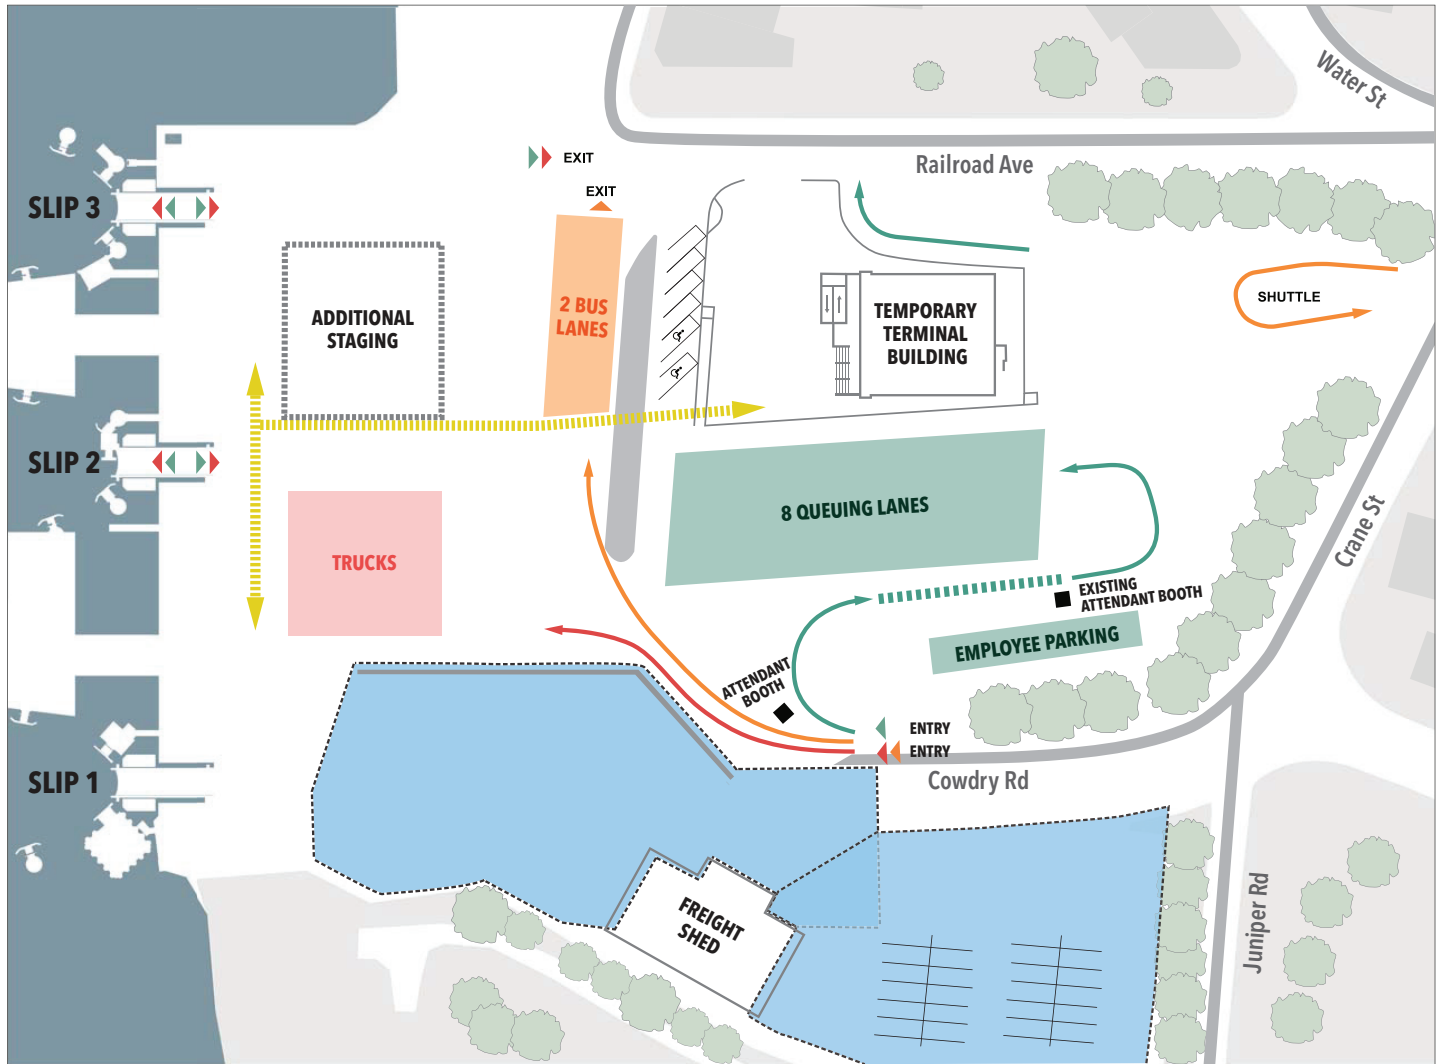 Water St
EXIT
Railroad Ave
EXIT
SLIP 3
SHUTTLE
2 BUS
LANES
ADDITIONAL
STAGING
TEMPORARY
TERMINAL
BUILDING
SLIP 2
8 QUEUING LANES
Crane St
TRUCKS
EXISTING
ATTENDANT BOOTH
EMPLOYEE PARKING
ATTENDANT
BOOTH
ENTRY
ENTRY
SLIP 1
Cowdry Rd
FREIGHT
SHED
Juniper Rd